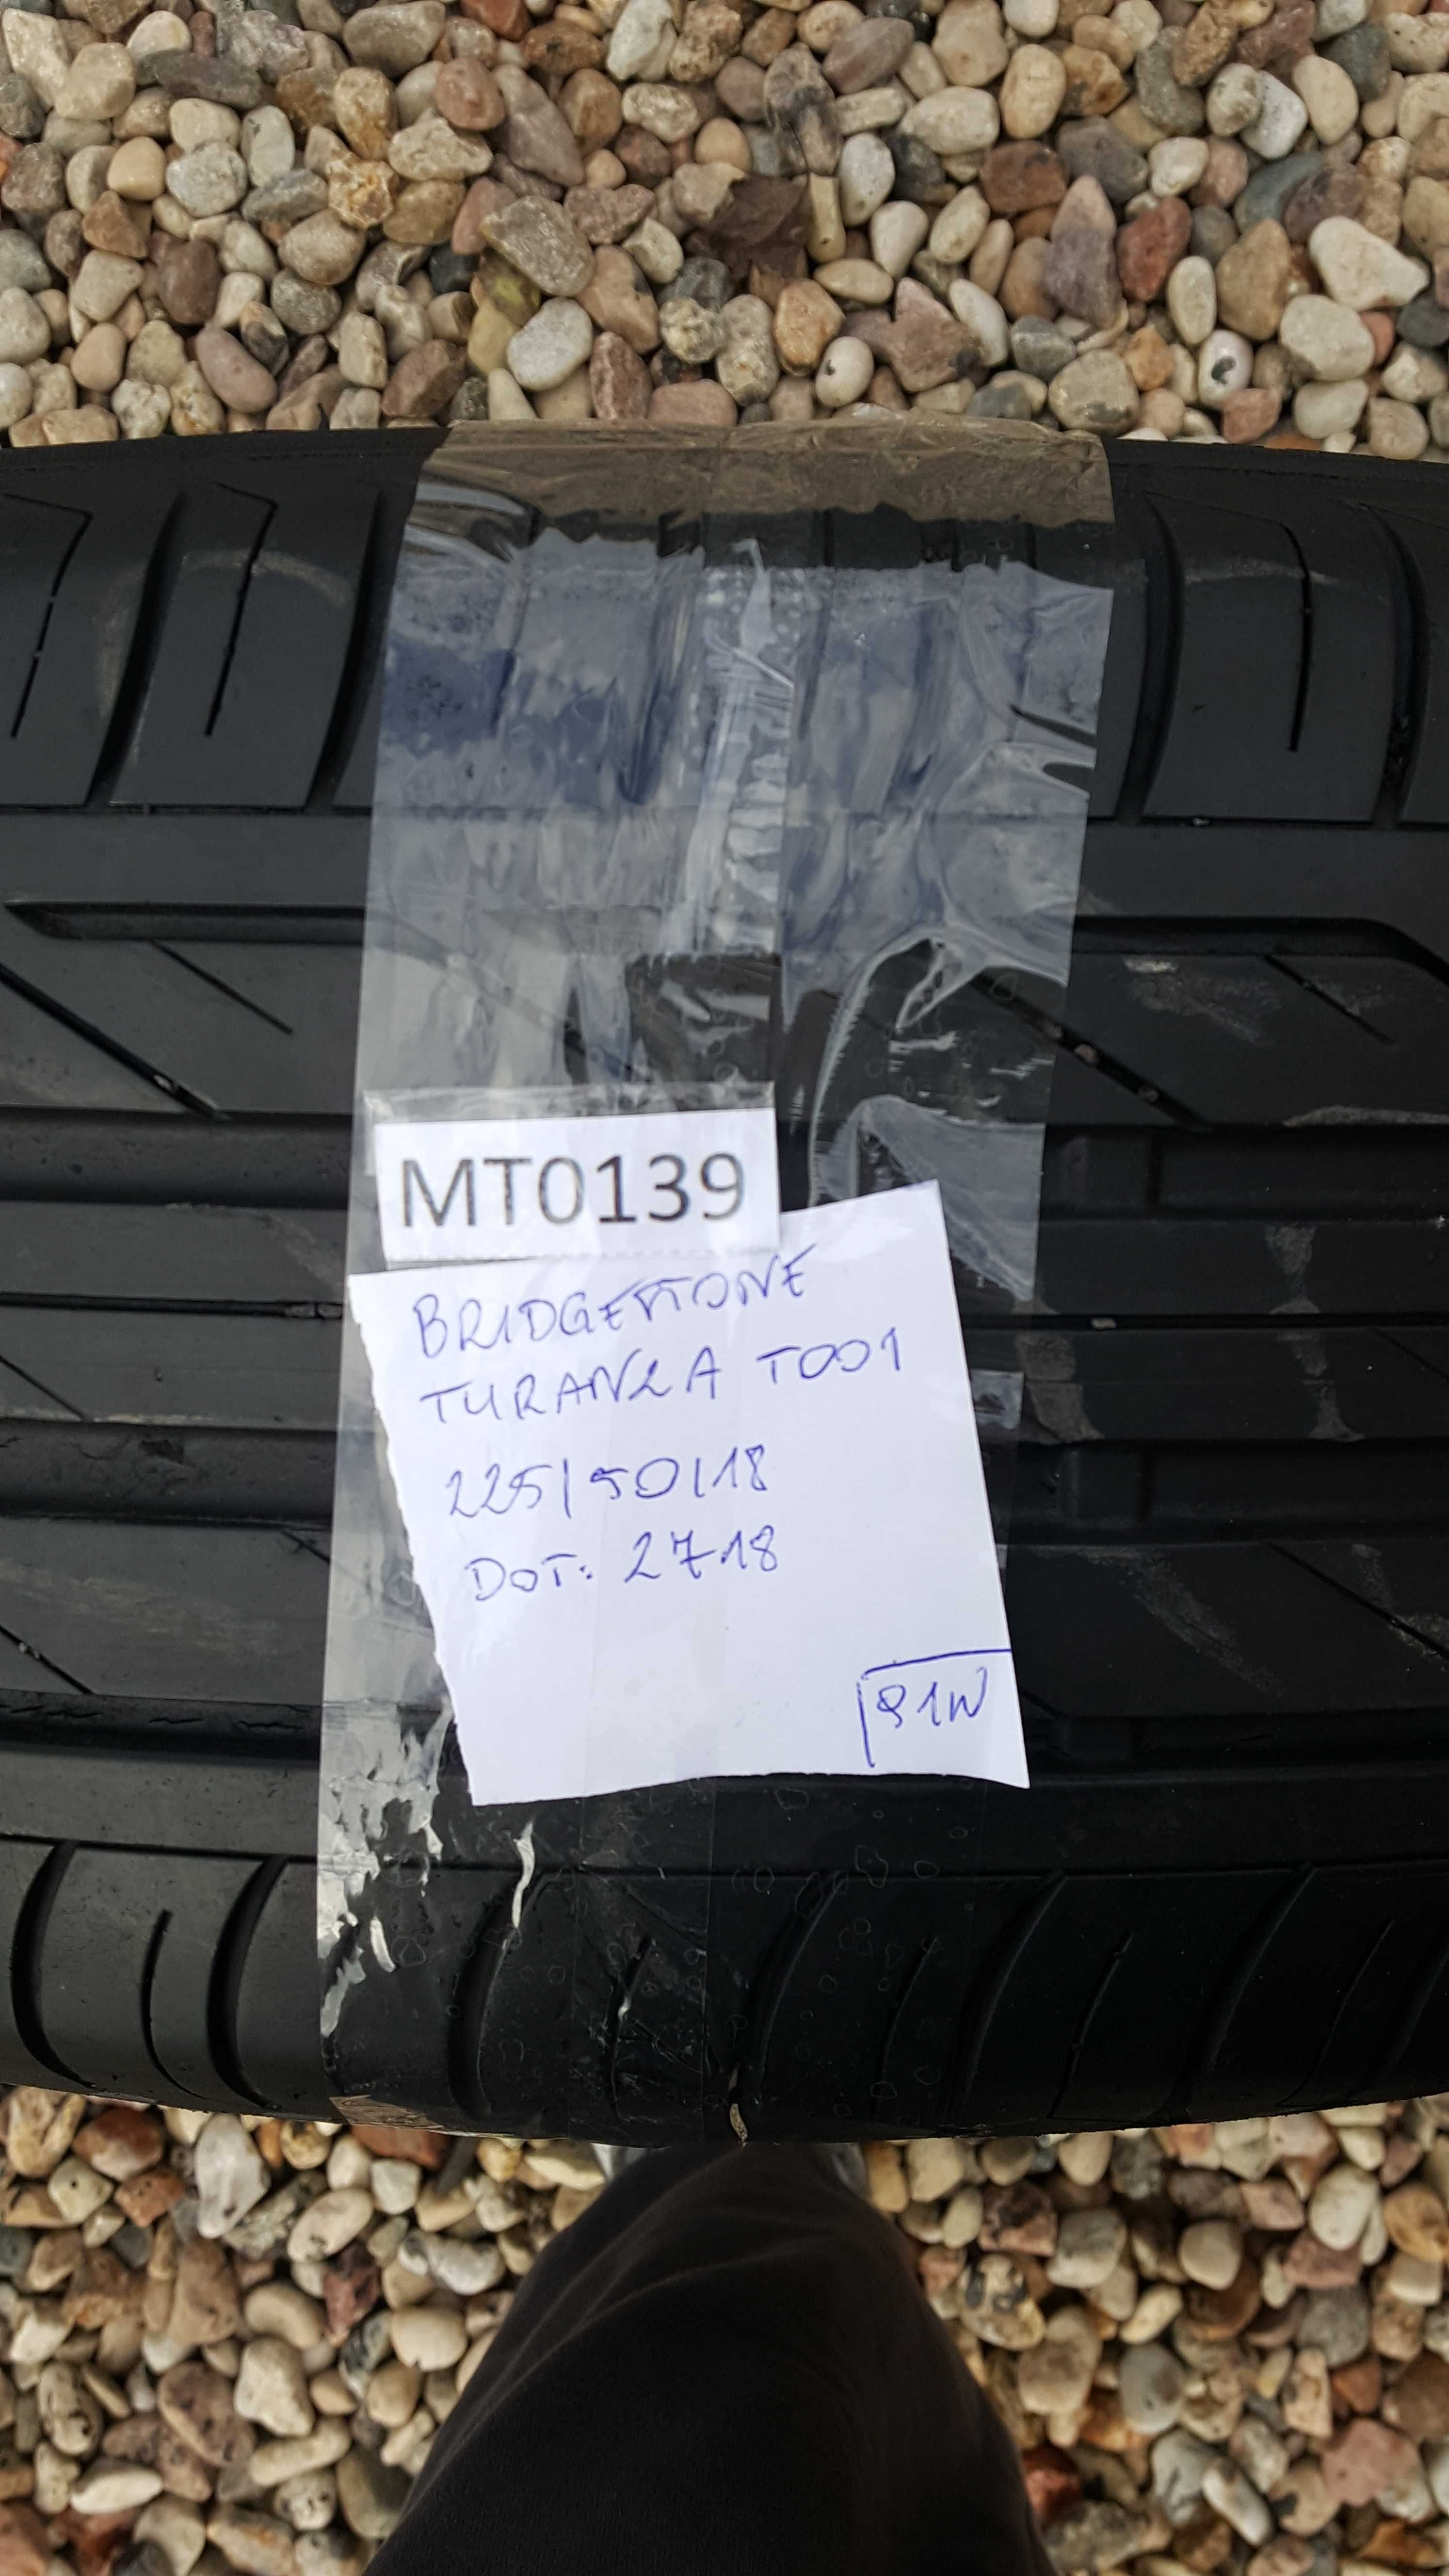 MT0139
BRIDGESTONE
TURANZA T001
225/50/18
DOT: 2718
91W